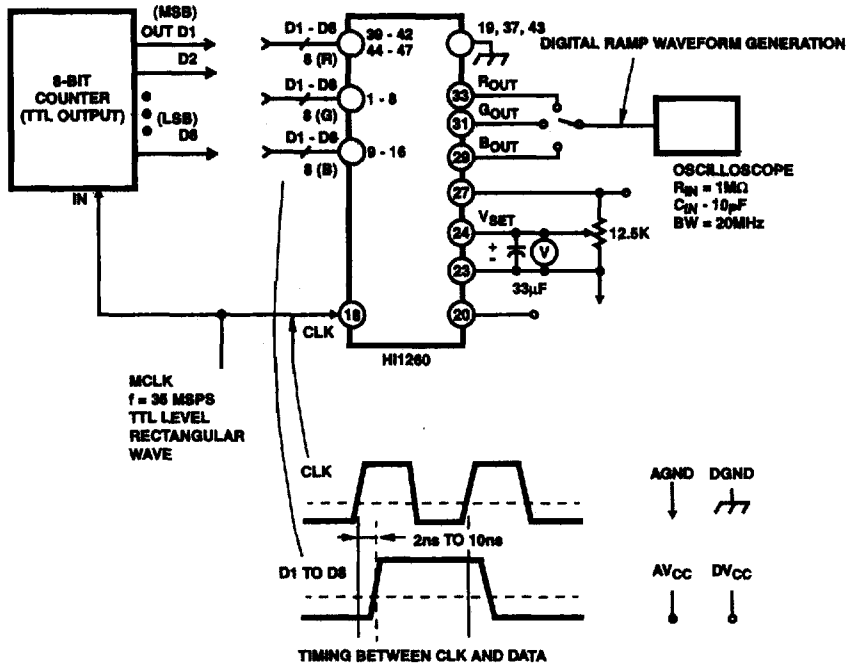 (MSB)
OUT D1
D2
8-BIT
COUNTER
(TTL OUTPUT)
(LSB)
D8
IN
D1 - D8
8 (R)
D1 - D8
8 (G)
D1 - D8
8 (B)
39 - 42
44 - 47
1 - 8
9 - 16
18
CLK
HI1260
19, 37, 43
33
ROUT
31
GOUT
29
BOUT
27
24
VSET
23
20
+
-
V
33µF
12.5K
DIGITAL RAMP WAVEFORM GENERATION
OSCILLOSCOPE
RIN = 1MΩ
CIN - 10pF
BW = 20MHz
MCLK
f = 35 MSPS
TTL LEVEL
RECTANGULAR
WAVE
CLK
2ns TO 10ns
D1 TO D8
TIMING BETWEEN CLK AND DATA
AGND DGND
AVCC DVCC